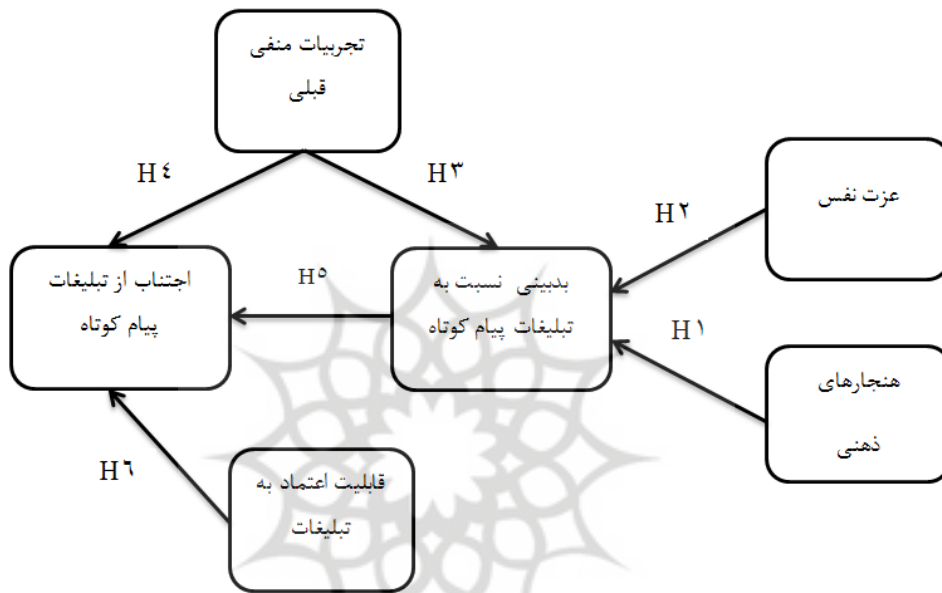 تجربیات منفی
قبلی
H٤
H٣
عزت نفس
H٢
بدبینی نسبت به
تبلیغات پیام کوتاه
H٥
اجتناب از تبلیغات
پیام کوتاه
H١
هنجارهای
ذهنی
H٦
قابلیت اعتماد به
تبلیغات